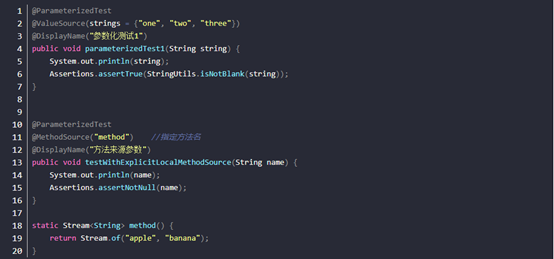 1 @ParameterizedTest
2 @ValueSource(strings = {"one", "two", "three"})
3 @DisplayName("参数化测试1")
4 public void parameterizedTest1(String string) {
5     System.out.println(string);
6     Assertions.assertTrue(StringUtils.isNotBlank(string));
7 }
8
9
10 @ParameterizedTest
11 @MethodSource("method")    //指定方法名
12 @DisplayName("方法来源参数")
13 public void testWithExplicitLocalMethodSource(String name) {
14     System.out.println(name);
15     Assertions.assertNotNull(name);
16 }
17
18 static Stream<String> method() {
19     return Stream.of("apple", "banana");
20 }